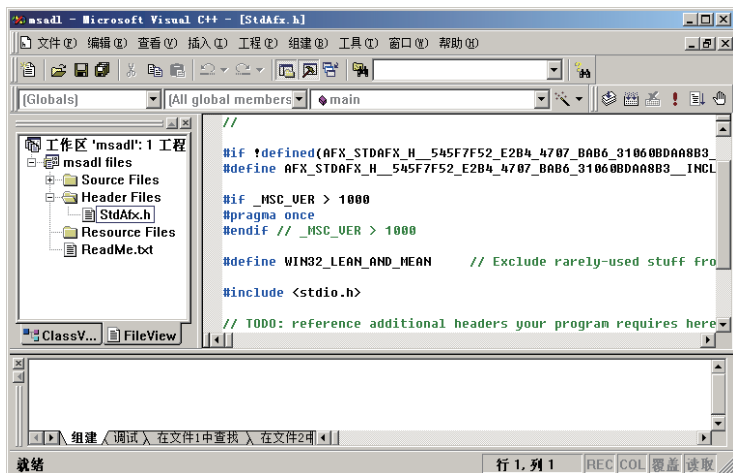 msadl - Microsoft Visual C++ - [StdAfx.h]
文件(F) 编辑(E) 查看(V) 插入(I) 工程(P) 组建(B) 工具(T) 窗口(W) 帮助(H)
(Globals) (All global members main
工作区 'msadl': 1 工程
msadl files
Source Files
Header Files
StdAfx.h
Resource Files
ReadMe.txt
ClassV... FileView
//
#if !defined(AFX_STDAFX_H__545F7F52_E2B4_4707_BAB6_31060BDAA8B3_
#define AFX_STDAFX_H__545F7F52_E2B4_4707_BAB6_31060BDAA8B3__INCL
#if _MSC_VER > 1000
#pragma once
#endif // _MSC_VER > 1000
#define WIN32_LEAN_AND_MEAN // Exclude rarely-used stuff fro
#include <stdio.h>
// TODO: reference additional headers your program requires here
组建 调试 在文件1中查找 在文件2中
就绪 行 1, 列 1 REC COL 覆盖 读取